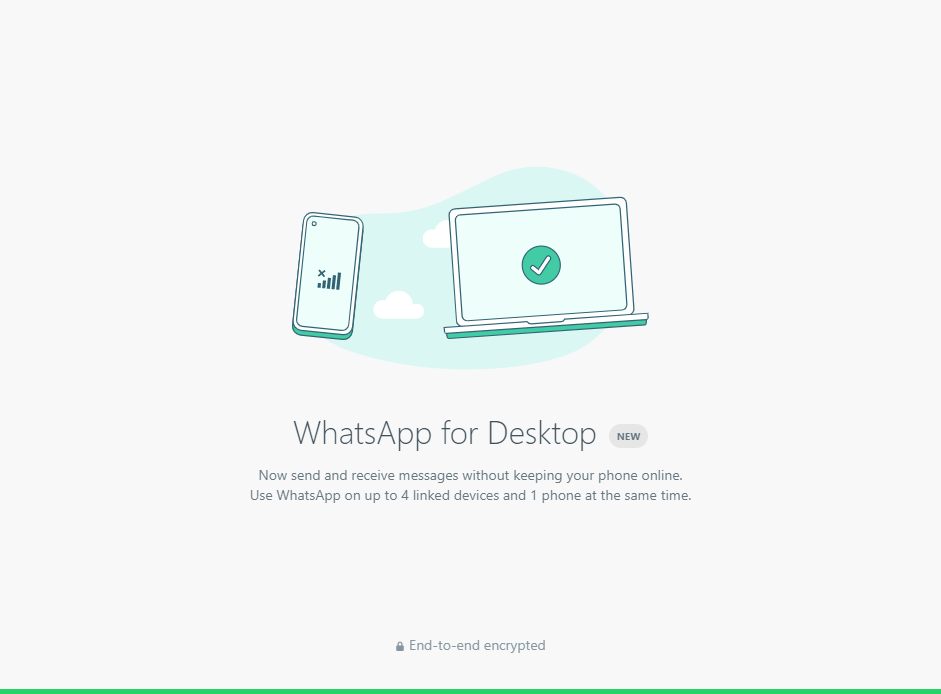 WhatsApp for Desktop NEW
Now send and receive messages without keeping your phone online.
Use WhatsApp on up to 4 linked devices and 1 phone at the same time.
End-to-end encrypted